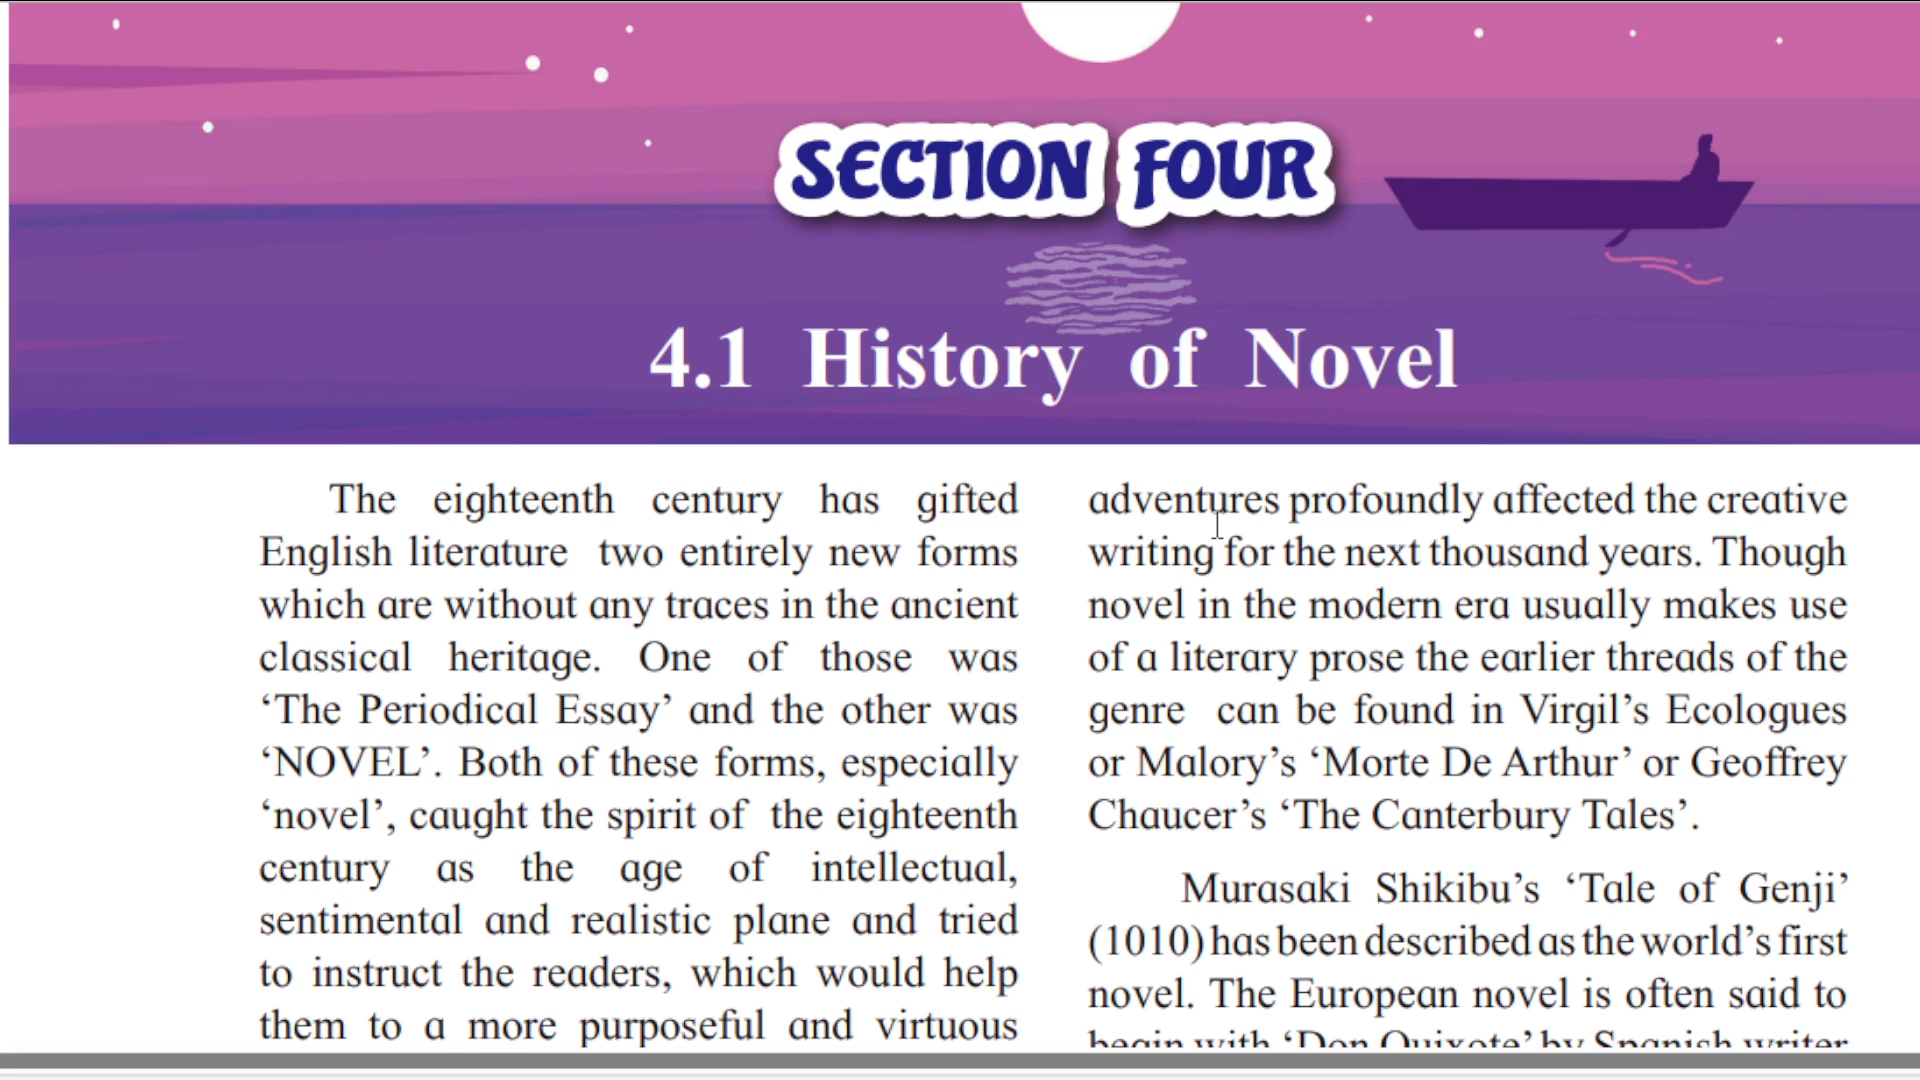 SECTION FOUR
4.1 History of Novel
The eighteenth century has gifted
English literature two entirely new forms
which are without any traces in the ancient
classical heritage. One of those was
‘The Periodical Essay’ and the other was
‘NOVEL’. Both of these forms, especially
‘novel’, caught the spirit of the eighteenth
century as the age of intellectual,
sentimental and realistic plane and tried
to instruct the readers, which would help
them to a more purposeful and virtuous
adventures profoundly affected the creative
writing for the next thousand years. Though
novel in the modern era usually makes use
of a literary prose the earlier threads of the
genre can be found in Virgil’s Ecologues
or Malory’s ‘Morte De Arthur’ or Geoffrey
Chaucer’s ‘The Canterbury Tales’.
Murasaki Shikibu’s ‘Tale of Genji’
(1010) has been described as the world’s first
novel. The European novel is often said to
begin with ‘Don Quixote’ by Spanish writer